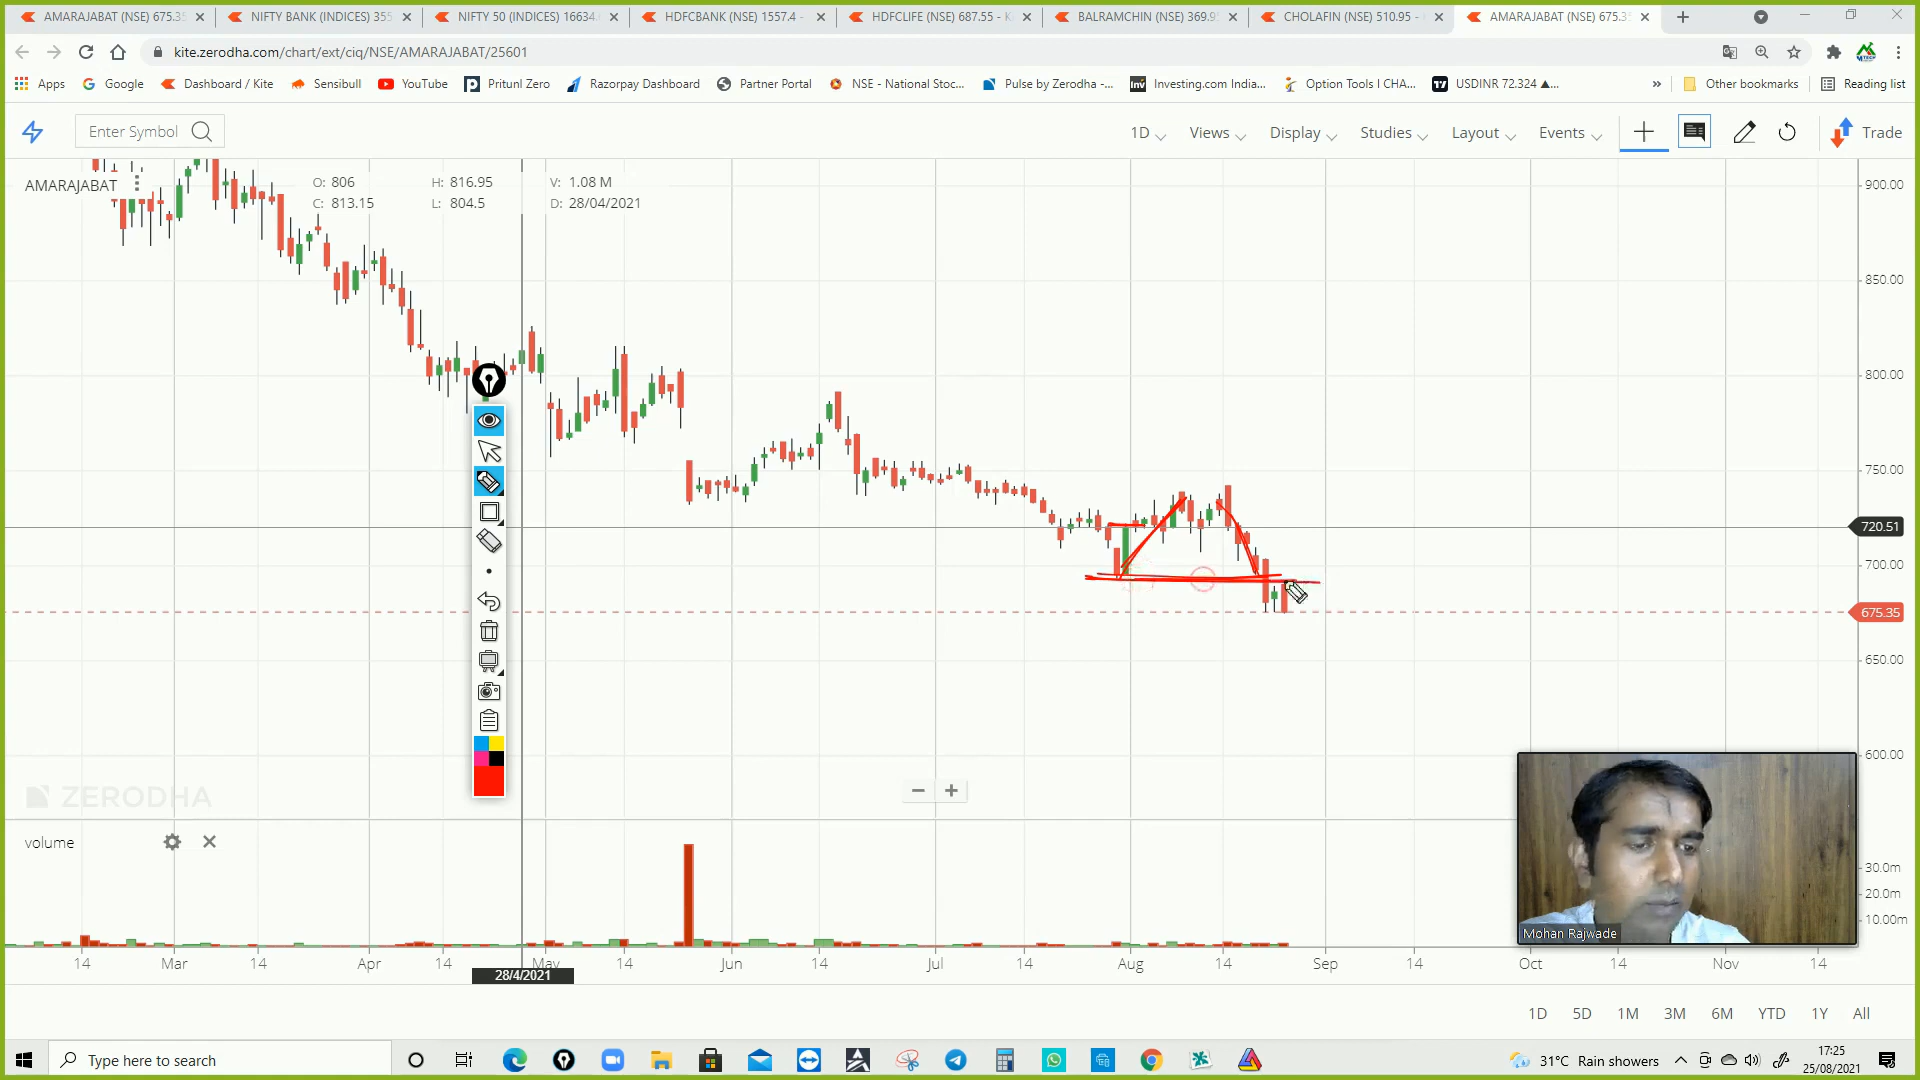 AMARAJABAT (NSE) 675.35
NIFTY BANK (INDICES) 355
NIFTY 50 (INDICES) 16634
HDFCBANK (NSE) 1557.4 -
HDFCLIFE (NSE) 687.55 - K
BALRAMCHIN (NSE) 369.95
CHOLAFIN (NSE) 510.95 -
AMARAJABAT (NSE) 675.35
kite.zerodha.com/chart/ext/ciq/NSE/AMARAJABAT/25601
Apps Google Dashboard / Kite Sensibull YouTube Pritunl Zero Razorpay Dashboard Partner Portal NSE - National Stoc... Pulse by Zerodha -... Investing.com India... Option Tools I CHA... USDINR 72.324 ▲... » Other bookmarks Reading list
Enter Symbol 1D Views Display Studies Layout Events Trade
AMARAJABAT
O: 806 H: 816.95 V: 1.08 M
C: 813.15 L: 804.5 D: 28/04/2021
900.00
850.00
800.00
750.00
720.51
700.00
675.35
650.00
600.00
ZERODHA
volume
30.0m
20.0m
10.00m
Mohan Rajwade
14 Mar 14 Apr 14 May 14 Jun 14 Jul 14 Aug 14 Sep 14 Oct 14 Nov 14
28/4/2021
1D 5D 1M 3M 6M YTD 1Y All
Type here to search
31°C Rain showers
17:25
25/08/2021